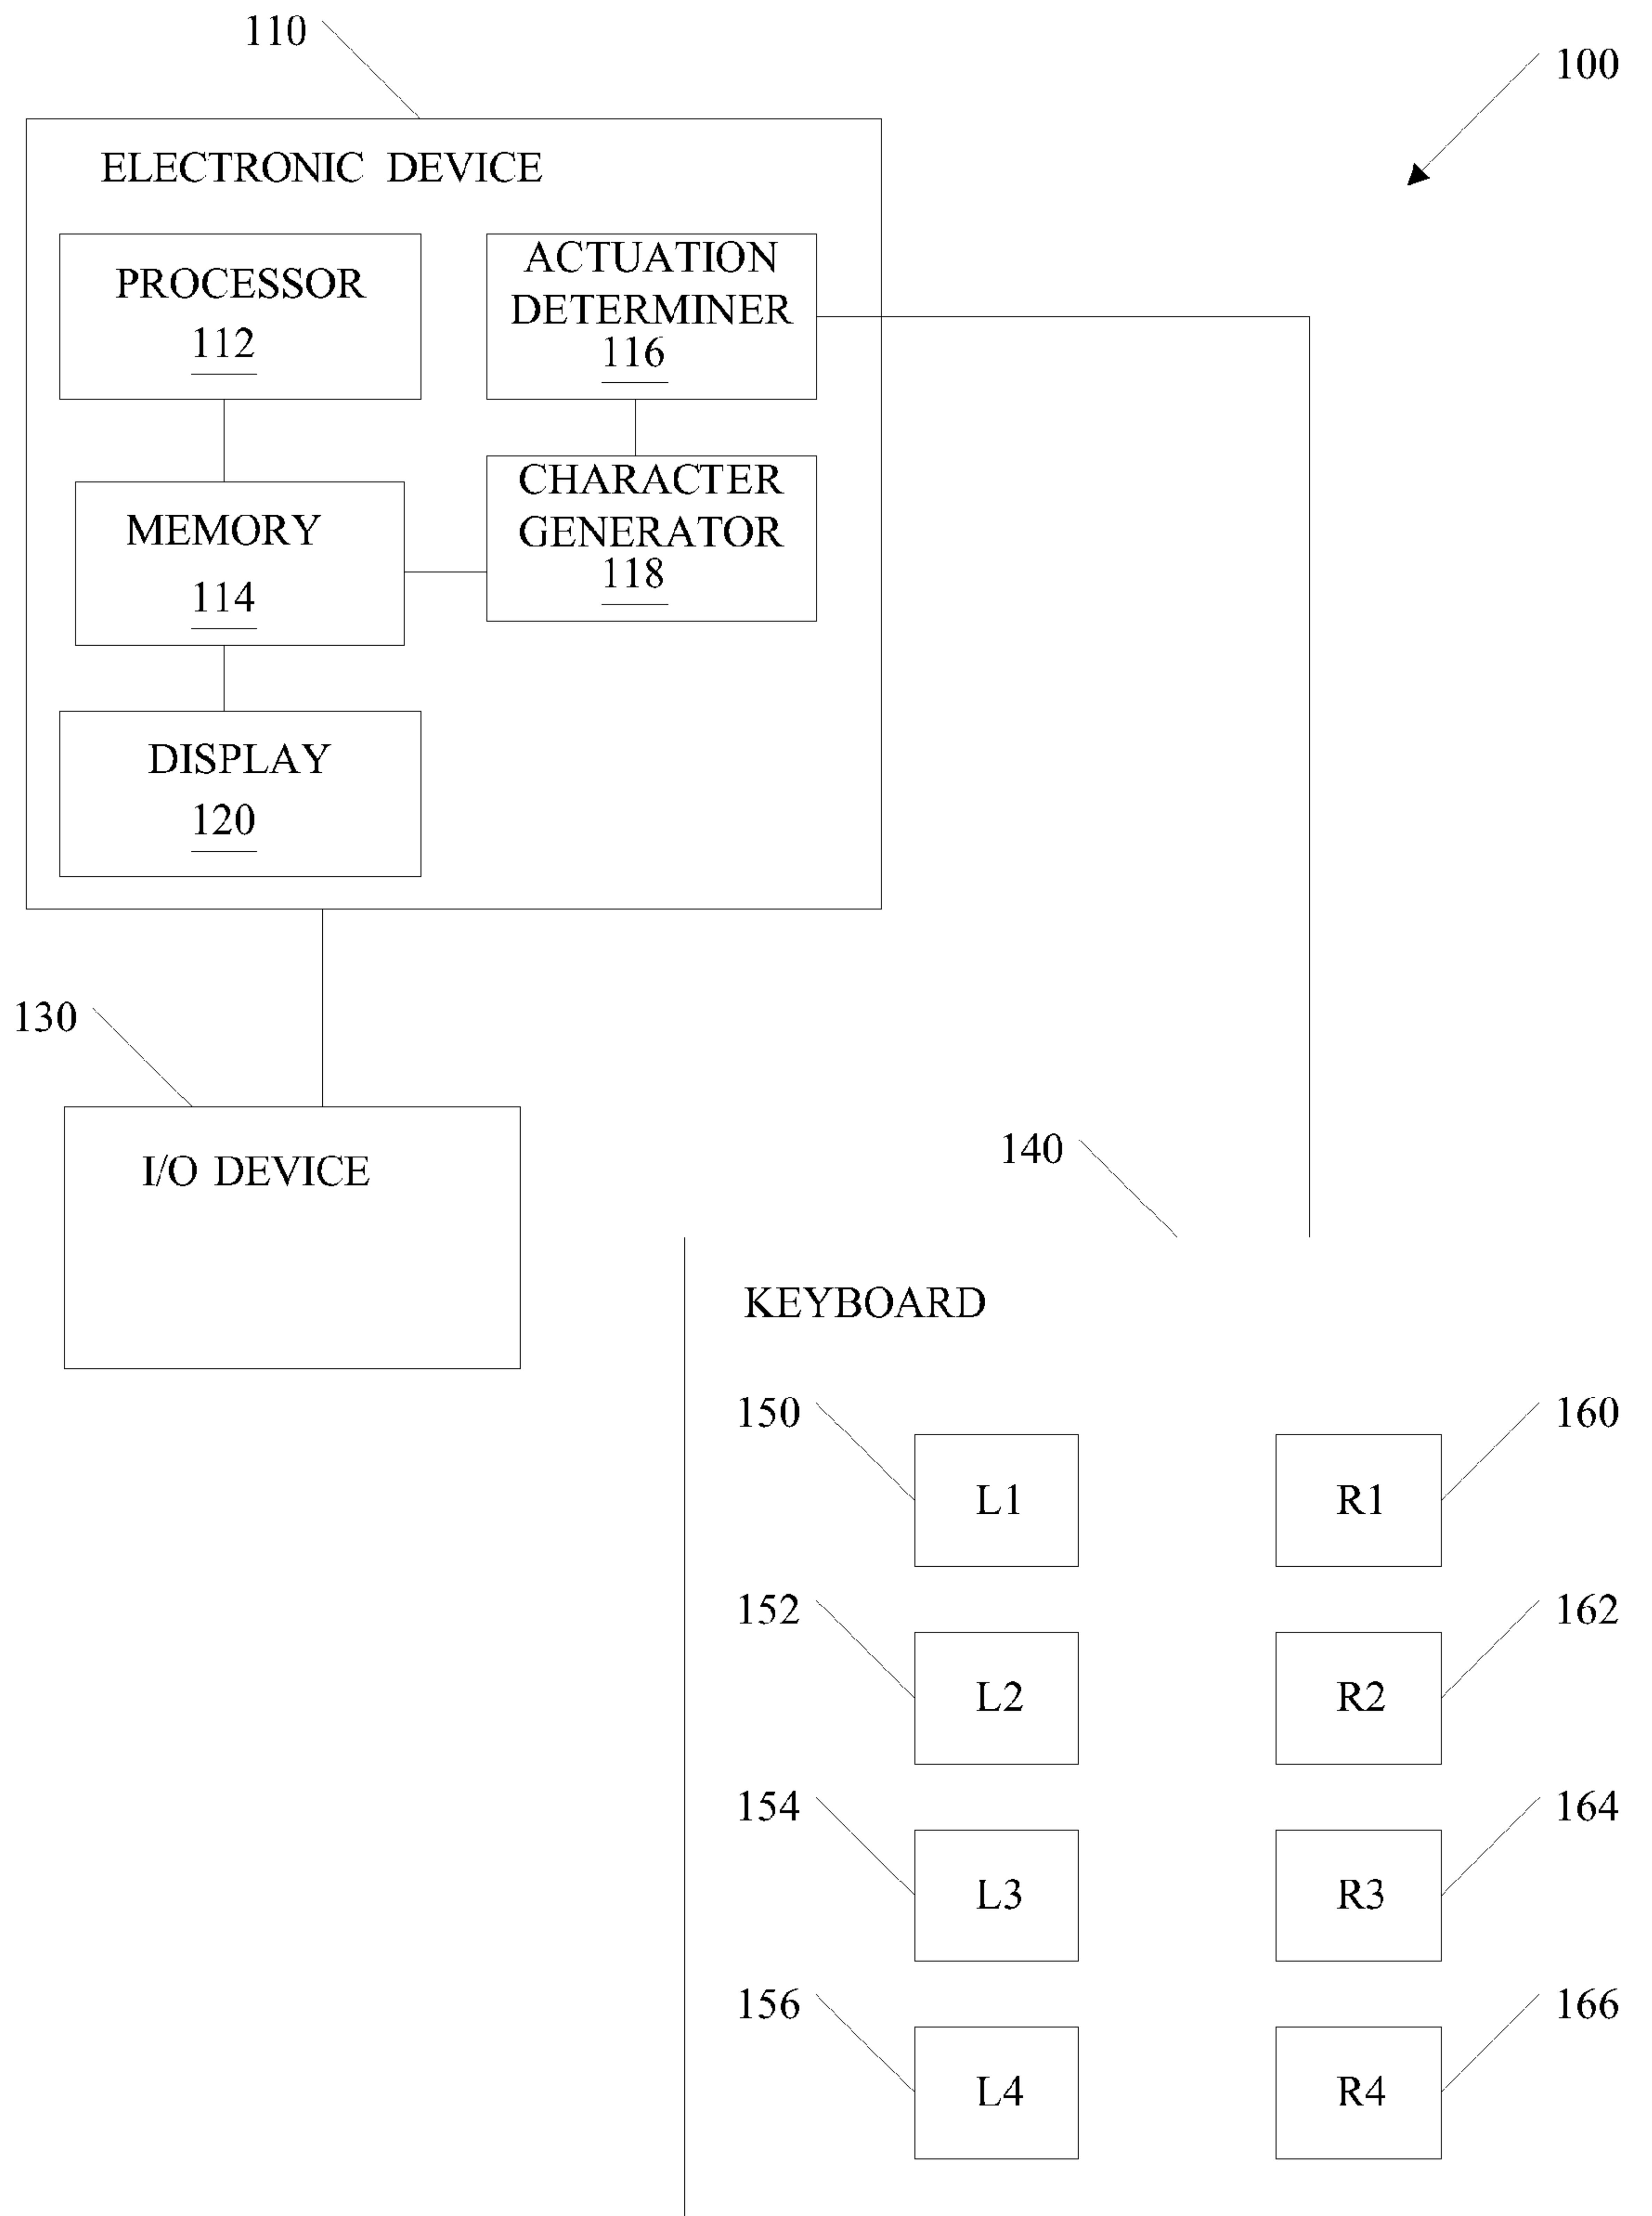 110
100
ELECTRONIC DEVICE
PROCESSOR
112
ACTUATION
DETERMINER
116
MEMORY
114
CHARACTER
GENERATOR
118
DISPLAY
120
130
I/O DEVICE
140
KEYBOARD
150
L1
R1
160
152
L2
R2
162
154
L3
R3
164
156
L4
R4
166